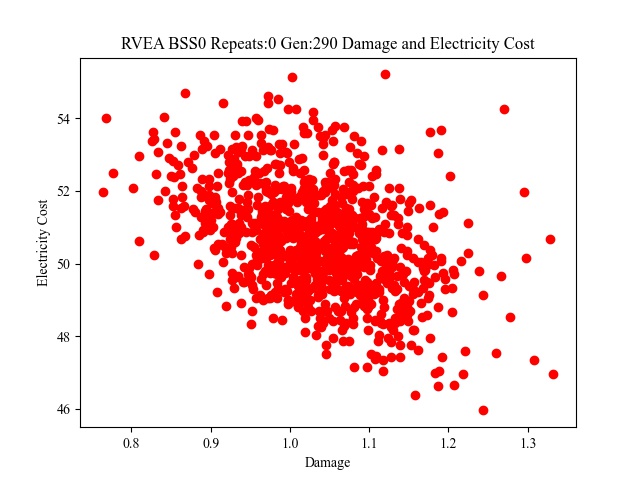 RVEA BSS0 Repeats:0 Gen:290 Damage and Electricity Cost
54
52
50
48
46
Electricity Cost
0.8 0.9 1.0 1.1 1.2 1.3
Damage